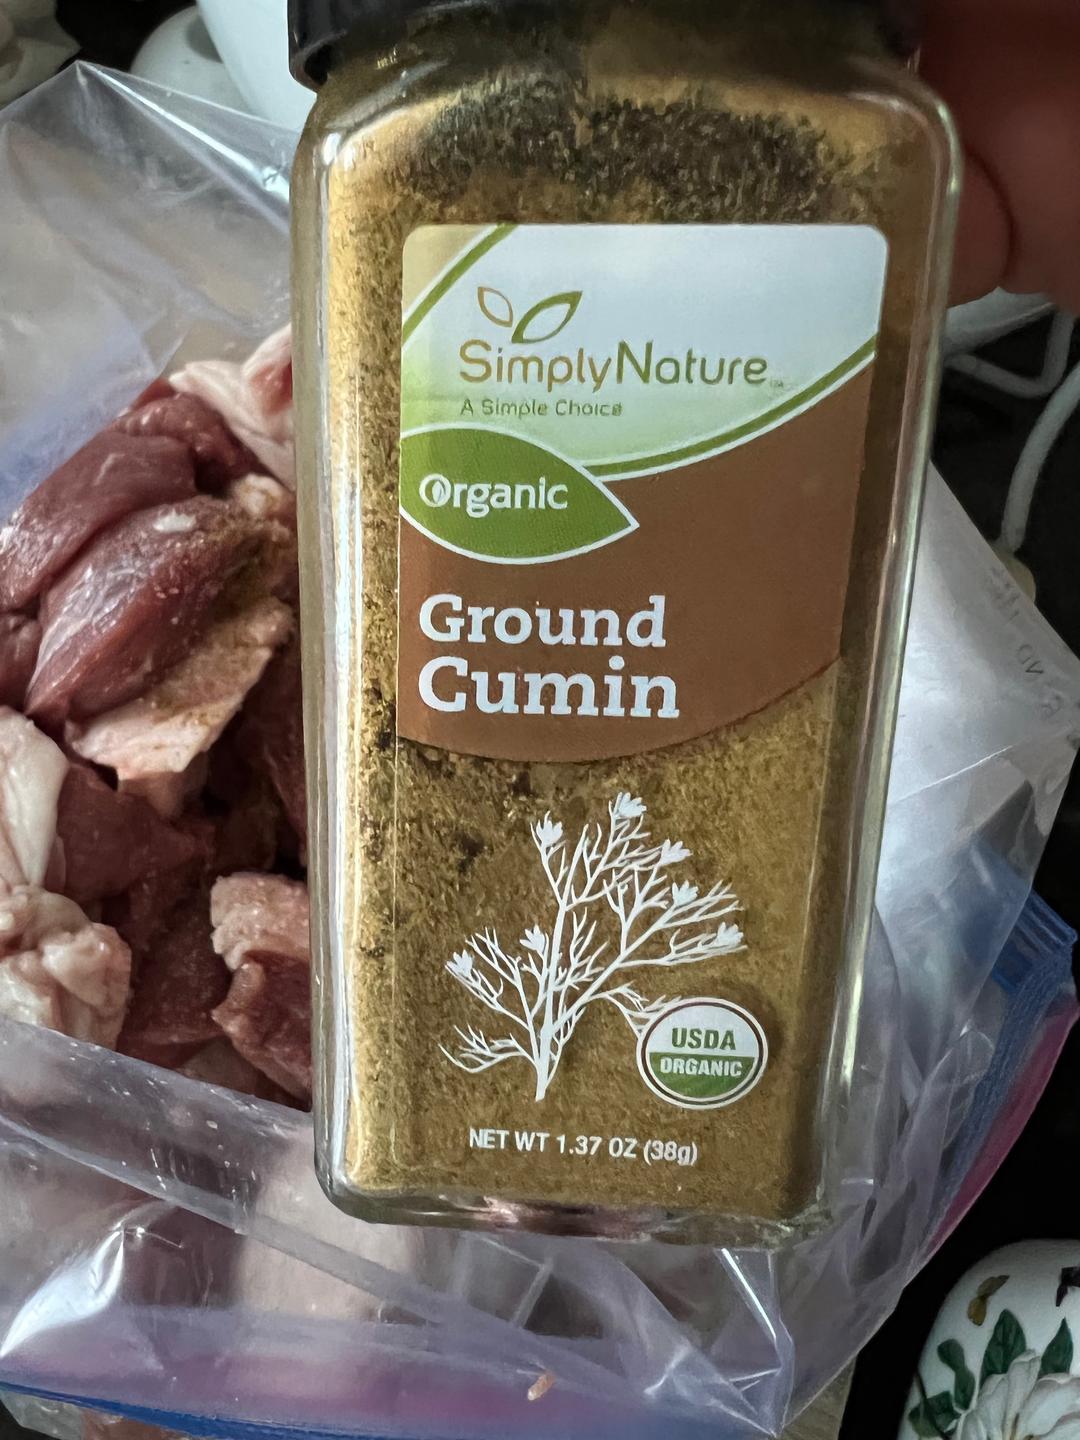 SimplyNature
A Simple Choice
Organic
Ground
Cumin
USDA
ORGANIC
NET WT 1.37 OZ (38g)